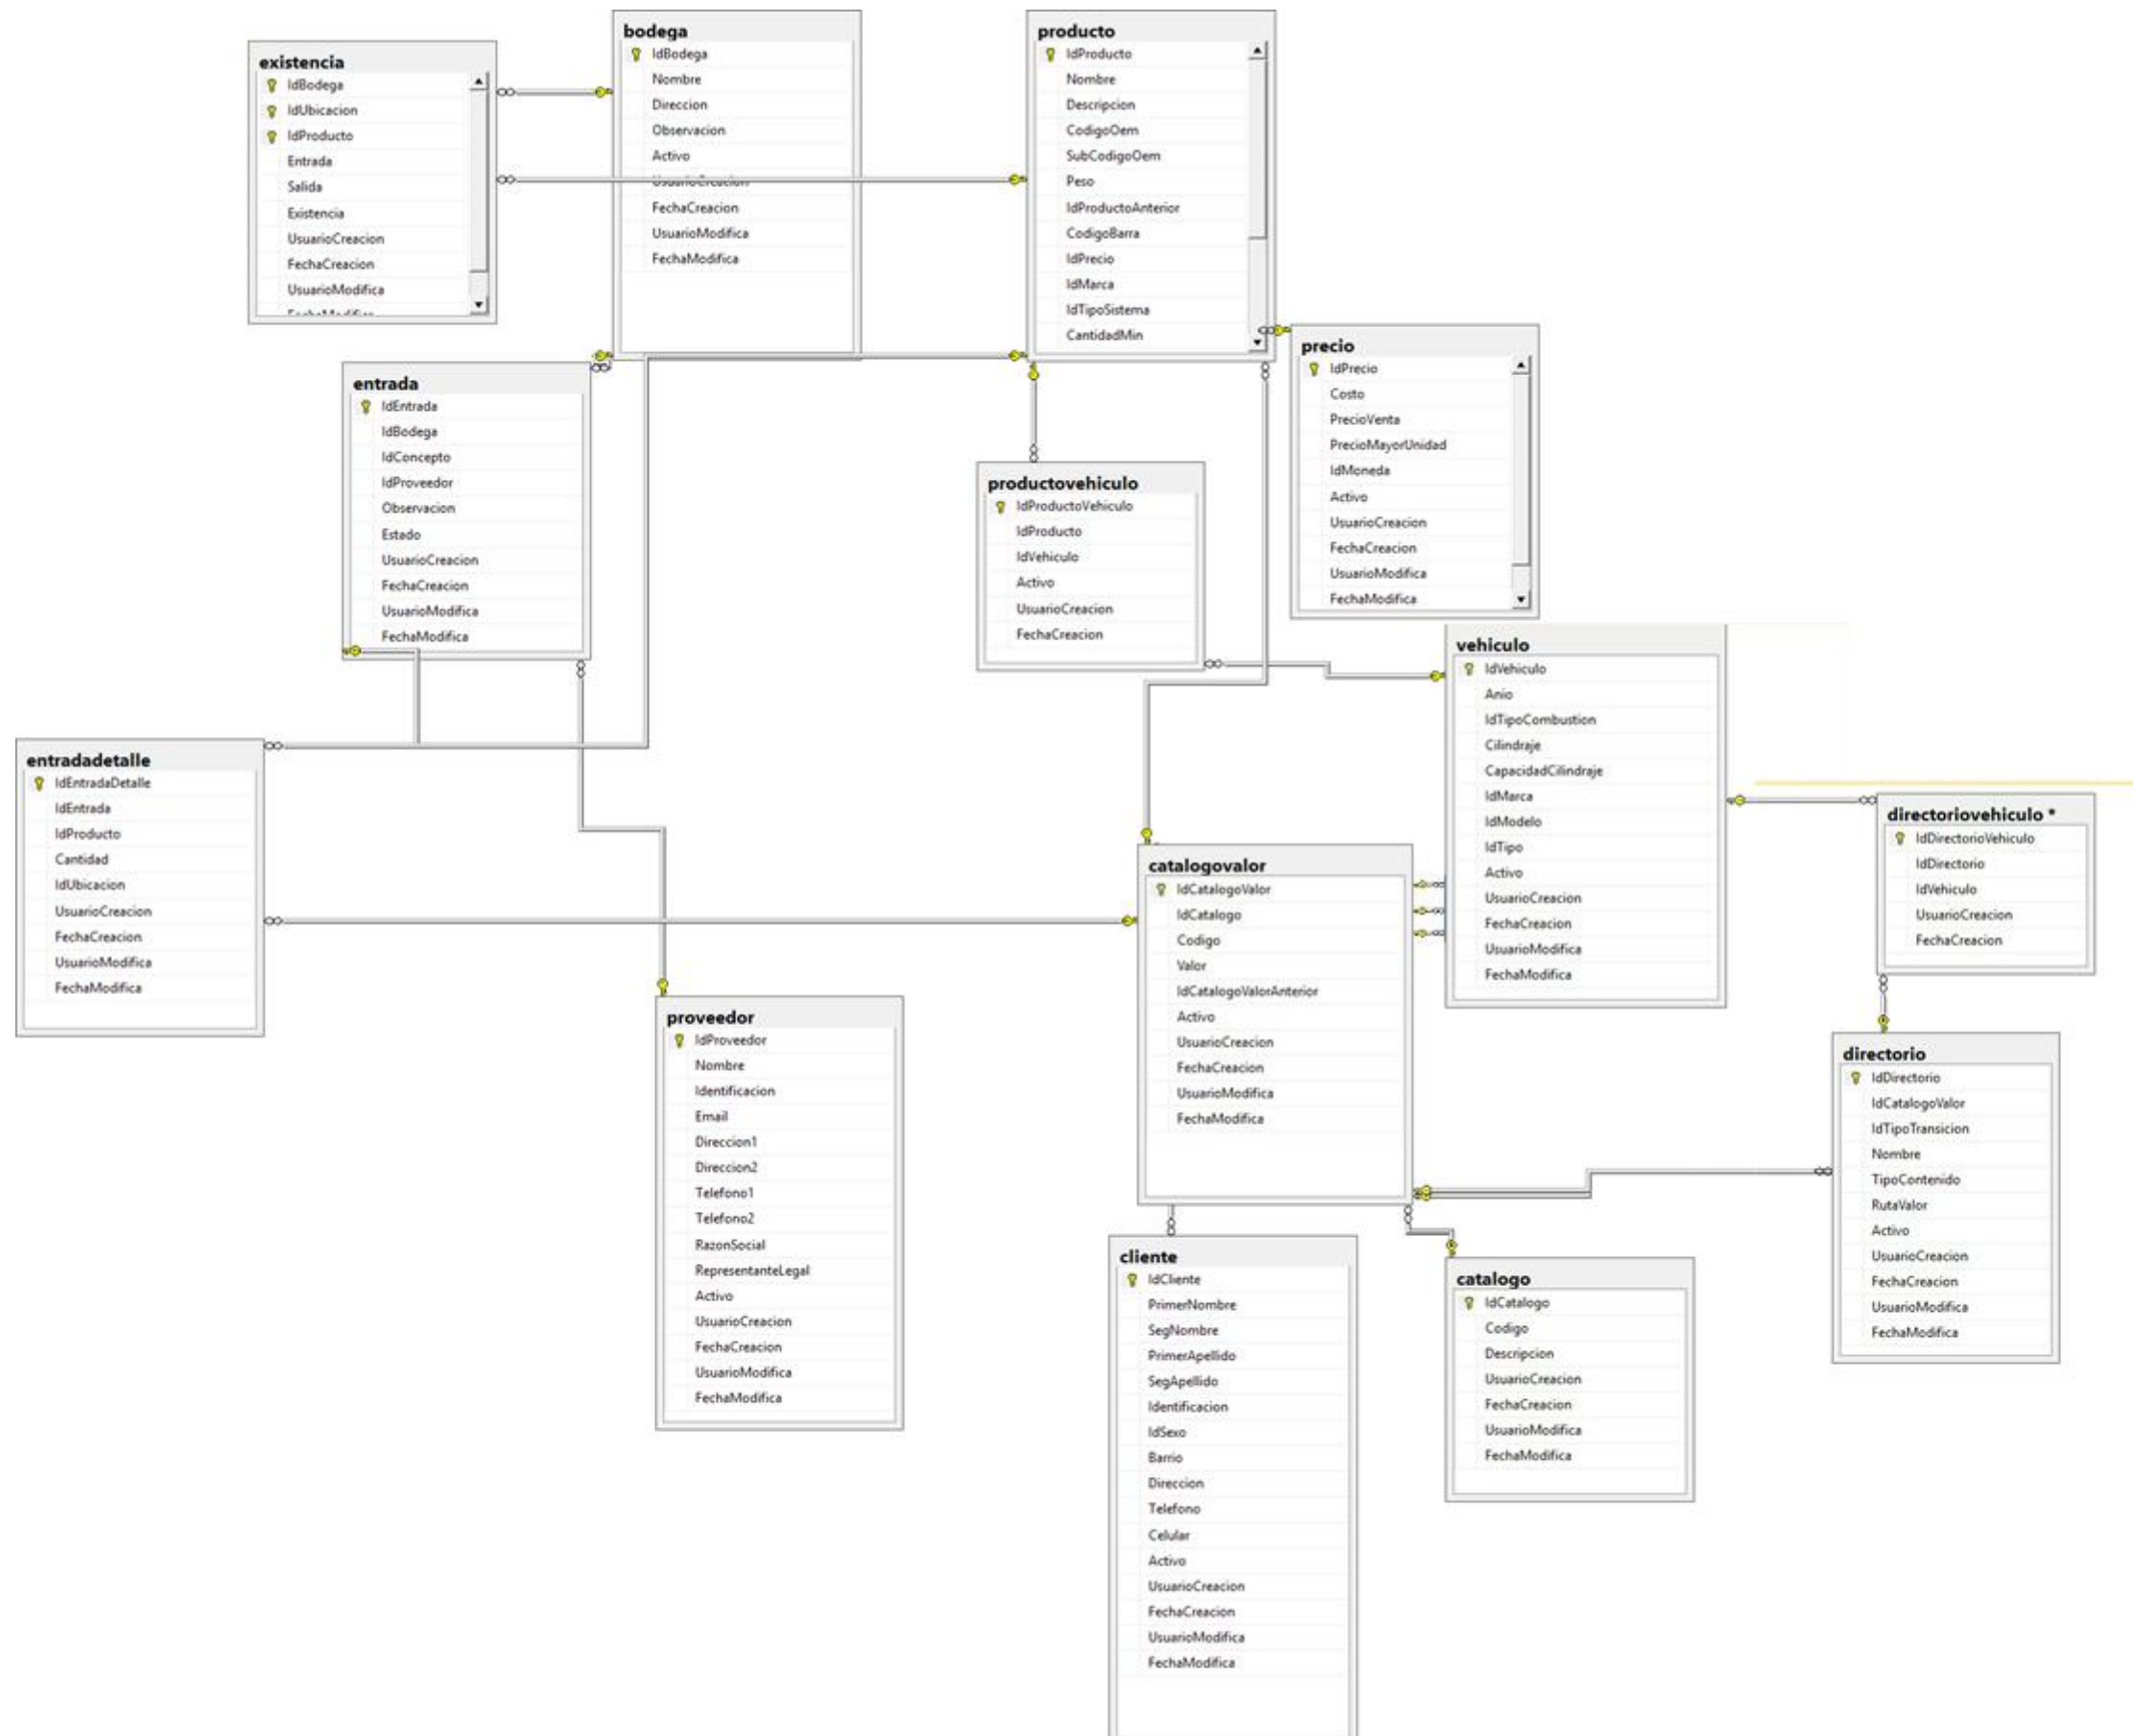 existencia
IdBodega
IdUbicacion
IdProducto
Entrada
Salida
Existencia
UsuarioCreacion
FechaCreacion
UsuarioModifica
FechaModifica
bodega
IdBodega
Nombre
Direccion
Observacion
Activo
UsuarioCreacion
FechaCreacion
UsuarioModifica
FechaModifica
producto
IdProducto
Nombre
Descripcion
CodigoOem
SubCodigoOem
Peso
IdProductoAnterior
CodigoBarra
IdPrecio
IdMarca
IdTipoSistema
CantidadMin
precio
IdPrecio
Costo
PrecioVenta
PrecioMayorUnidad
IdMoneda
Activo
UsuarioCreacion
FechaCreacion
UsuarioModifica
FechaModifica
entrada
IdEntrada
IdBodega
IdConcepto
IdProveedor
Observacion
Estado
UsuarioCreacion
FechaCreacion
UsuarioModifica
FechaModifica
productovehiculo
IdProductoVehiculo
IdProducto
IdVehiculo
Activo
UsuarioCreacion
FechaCreacion
vehiculo
IdVehiculo
Anio
IdTipoCombustion
Cilindraje
CapacidadCilindraje
IdMarca
IdModelo
IdTipo
Activo
UsuarioCreacion
FechaCreacion
UsuarioModifica
FechaModifica
entradadetalle
IdEntradaDetalle
IdEntrada
IdProducto
Cantidad
IdUbicacion
UsuarioCreacion
FechaCreacion
UsuarioModifica
FechaModifica
directoriovehiculo *
IdDirectorioVehiculo
IdDirectorio
IdVehiculo
UsuarioCreacion
FechaCreacion
catalogovalor
IdCatalogoValor
IdCatalogo
Codigo
Valor
IdCatalogoValorAnterior
Activo
UsuarioCreacion
FechaCreacion
UsuarioModifica
FechaModifica
proveedor
IdProveedor
Nombre
Identificacion
Email
Direccion1
Direccion2
Telefono1
Telefono2
RazonSocial
RepresentanteLegal
Activo
UsuarioCreacion
FechaCreacion
UsuarioModifica
FechaModifica
directorio
IdDirectorio
IdCatalogoValor
IdTipoTransicion
Nombre
TipoContenido
RutaValor
Activo
UsuarioCreacion
FechaCreacion
UsuarioModifica
FechaModifica
cliente
IdCliente
PrimerNombre
SegNombre
PrimerApellido
SegApellido
Identificacion
IdSexo
Barrio
Direccion
Telefono
Celular
Activo
UsuarioCreacion
FechaCreacion
UsuarioModifica
FechaModifica
catalogo
IdCatalogo
Codigo
Descripcion
UsuarioCreacion
FechaCreacion
UsuarioModifica
FechaModifica